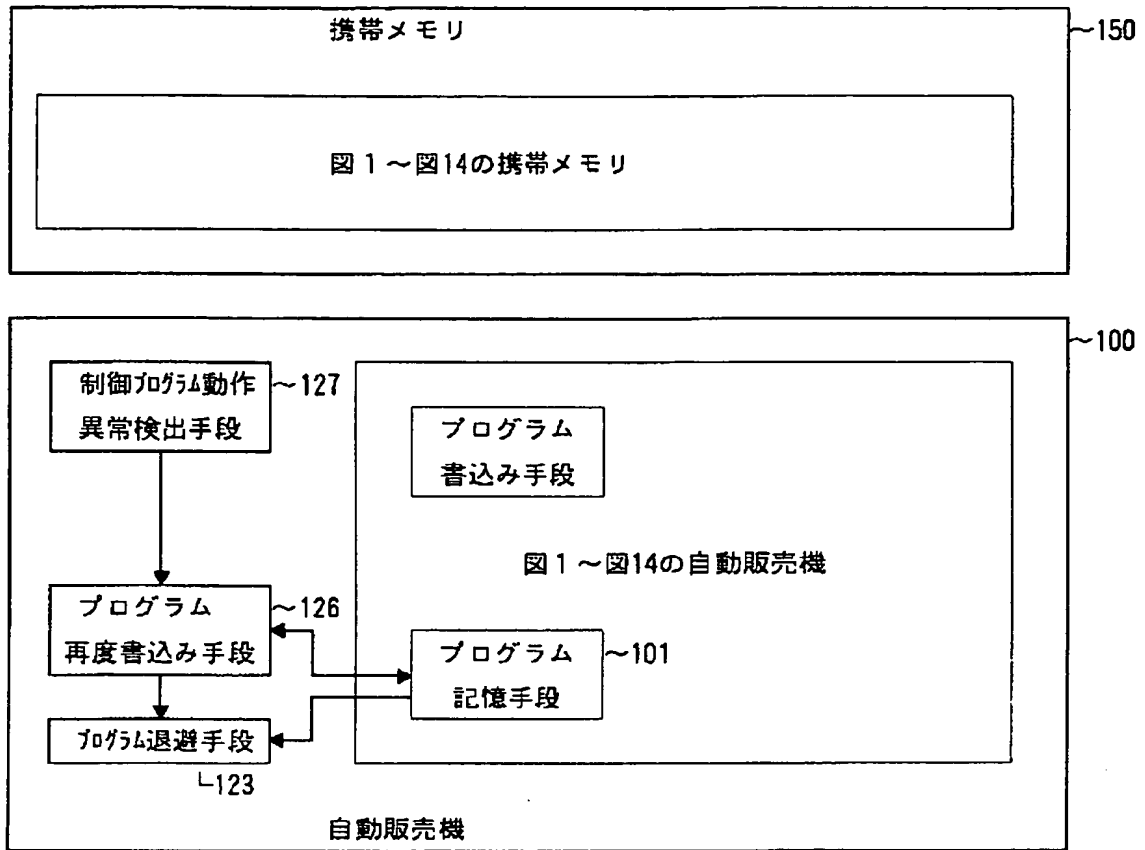 携帯メモリ
～150
図１～図14の携帯メモリ
～100
制御プログラム動作
異常検出手段
～127
プログラム
書込み手段
図１～図14の自動販売機
プログラム
再度書込み手段
～126
プログラム
記憶手段
～101
プログラム退避手段
└123
自動販売機